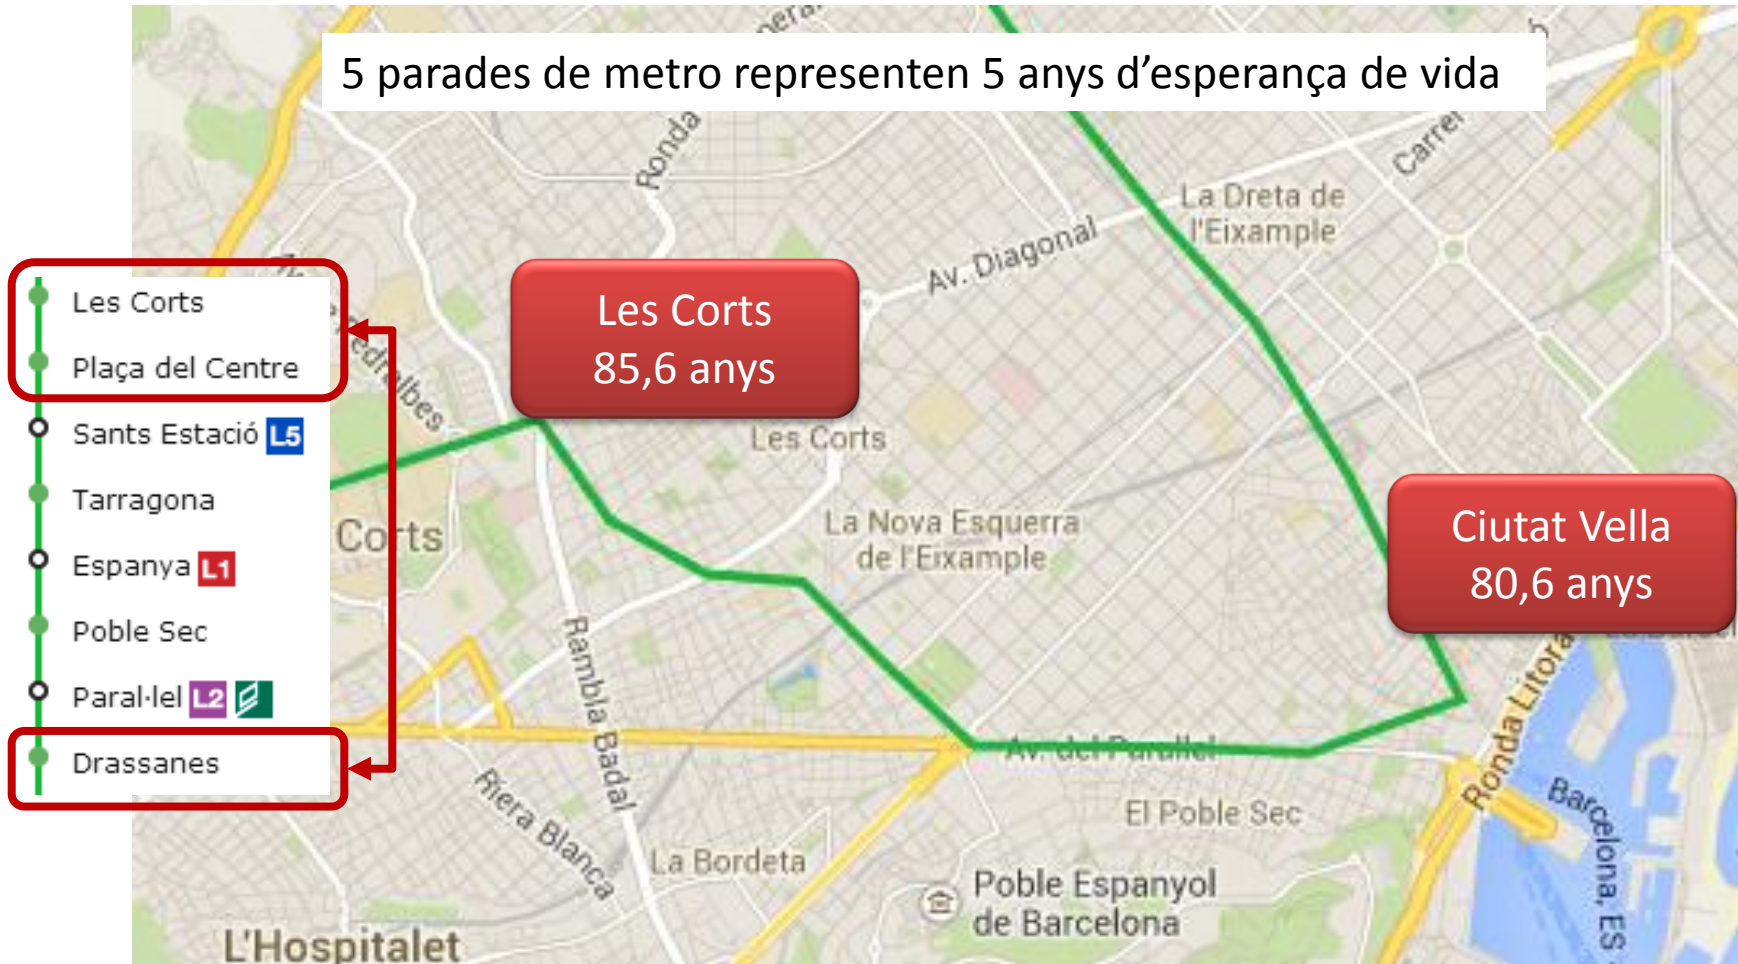 5 parades de metro representen 5 anys d'esperança de vida
Ronda
Carrer
La Dreta de
l'Eixample
Av. Diagonal
Les Corts
85,6 anys
Les Corts
Plaça del Centre
Sants Estació L5
Tarragona
Espanya L1
Poble Sec
Paral·lel L2
Drassanes
Pedralbes
Les Corts
Corts
La Nova Esquerra
de l'Eixample
Ciutat Vella
80,6 anys
Rambla Badal
Av. del Paral·lel
Ronda Litoral
El Poble Sec
Riera Blanca
La Bordeta
Barcelona, ES
Poble Espanyol
de Barcelona
L'Hospitalet